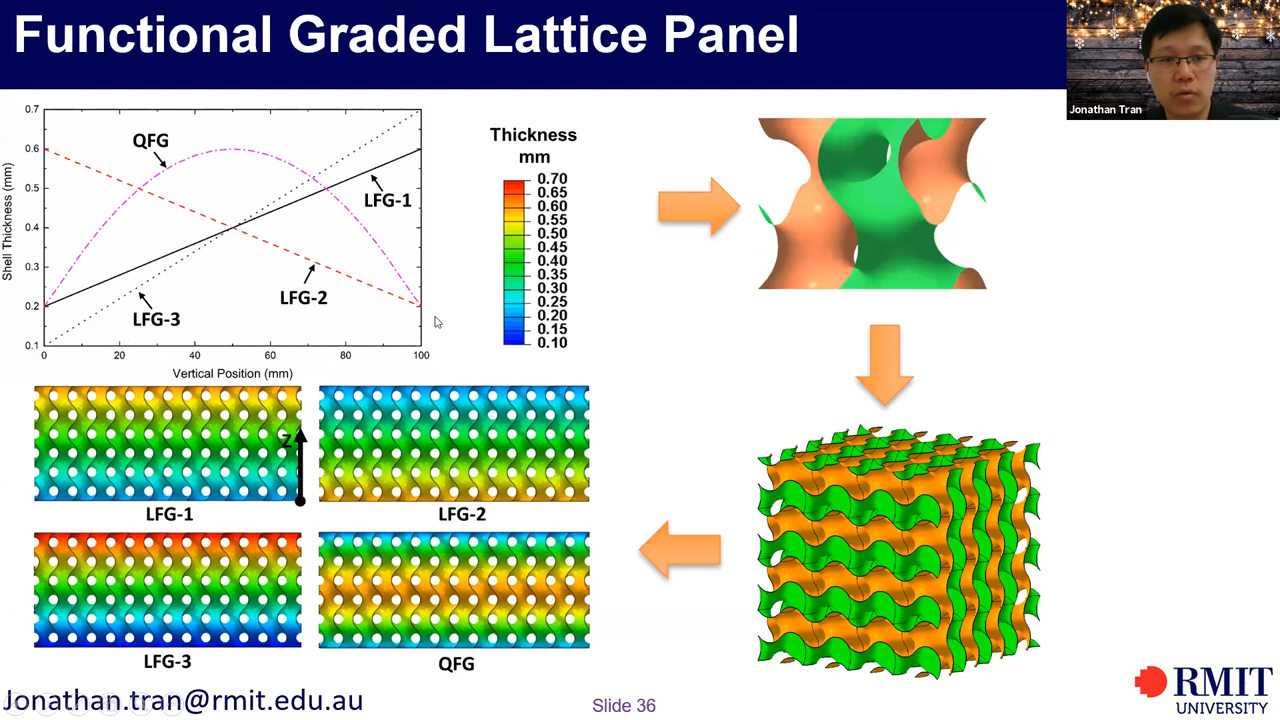 Functional Graded Lattice Panel
Jonathan Tran
Shell Thickness (mm)
0.7
0.6
0.5
0.4
0.3
0.2
0.1
QFG
LFG-1
LFG-2
LFG-3
0
20
40
60
80
100
Vertical Position (mm)
Thickness
mm
0.70
0.65
0.60
0.55
0.50
0.45
0.40
0.35
0.30
0.25
0.20
0.15
0.10
Z
LFG-1
LFG-2
LFG-3
QFG
Jonathan.tran@rmit.edu.au
Slide 36
RMIT
UNIVERSITY